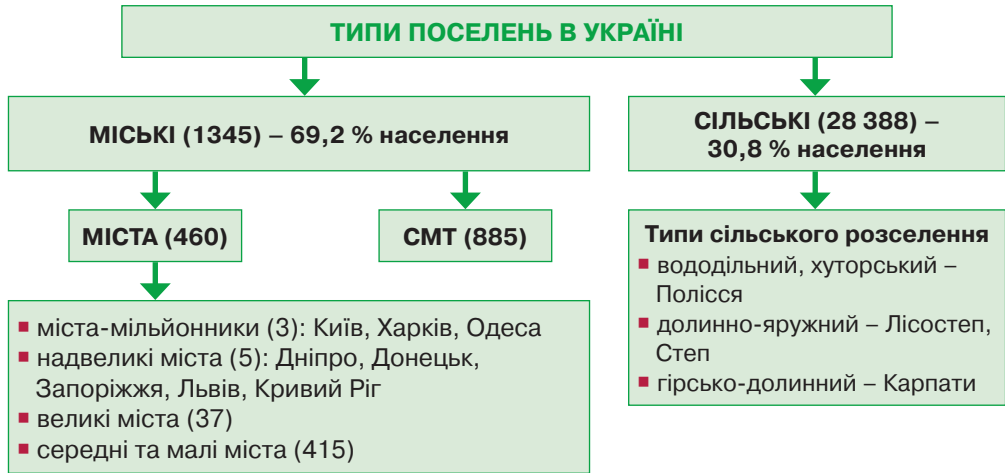 ТИПИ ПОСЕЛЕНЬ В УКРАЇНІ
МІСЬКІ (1345) – 69,2 % населення
СІЛЬСЬКІ (28 388) –
30,8 % населення
МІСТА (460)
СМТ (885)
Типи сільського розселення
вододільний, хуторський –
Полісся
долинно-яружний – Лісостеп,
Степ
гірсько-долинний – Карпати
міста-мільйонники (3): Київ, Харків, Одеса
надвеликі міста (5): Дніпро, Донецьк,
Запоріжжя, Львів, Кривий Ріг
великі міста (37)
середні та малі міста (415)